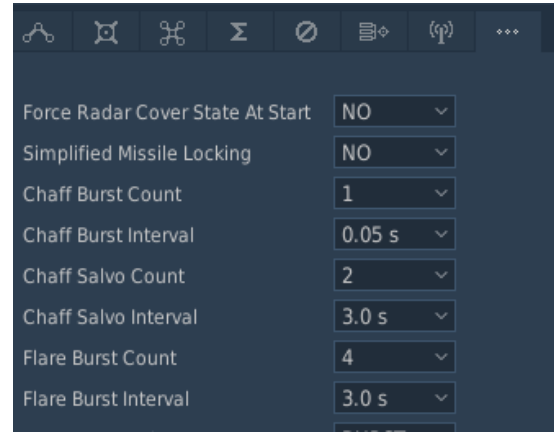 Force Radar Cover State At Start NO
Simplified Missile Locking NO
Chaff Burst Count 1
Chaff Burst Interval 0.05 s
Chaff Salvo Count 2
Chaff Salvo Interval 3.0 s
Flare Burst Count 4
Flare Burst Interval 3.0 s